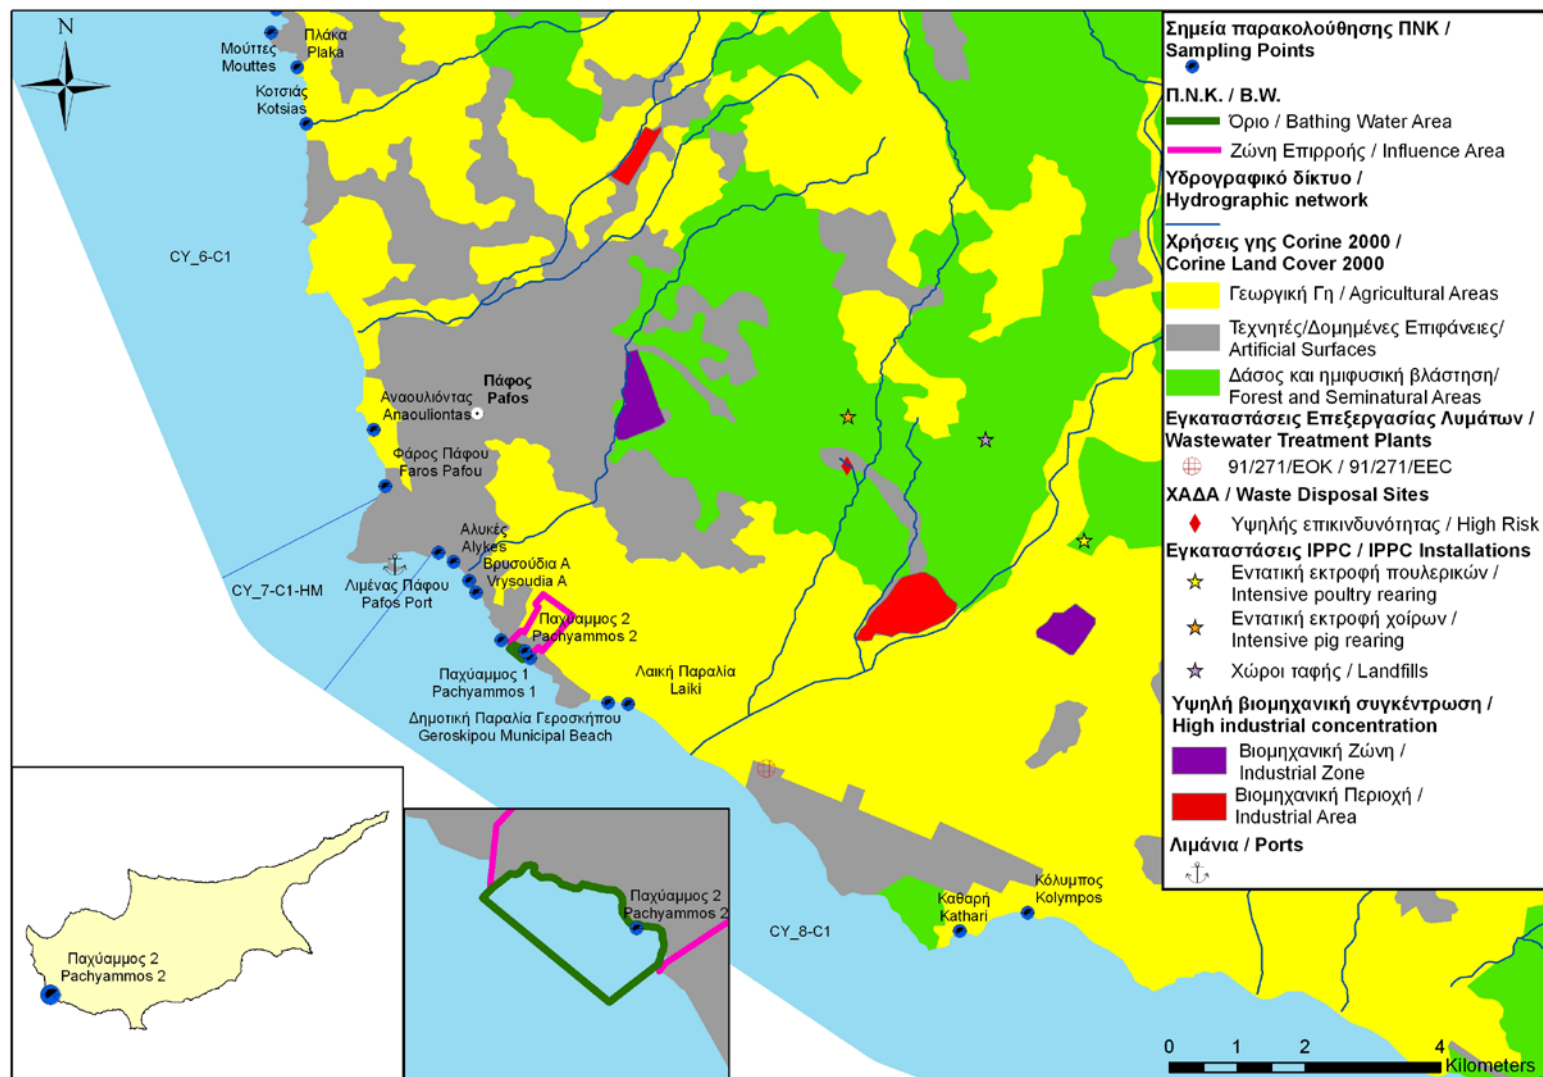 N
Πλάκα
Plaka
Μούττες
Mouttes
Κοτσιάς
Kotsias
CY_6-C1
Πάφος
Pafos
Αναουλιόντας
Anaouliontas
Φάρος Πάφου
Faros Pafou
Αλυκές
Alykes
Βρυσούδια Α
Vrysoudia A
CY_7-C1-HM
Λιμένας Πάφου
Pafos Port
Παχύαμμος 2
Pachyammos 2
Παχύαμμος 1
Pachyammos 1
Λαική Παραλία
Laiki
Δημοτική Παραλία Γεροσκήπου
Geroskipou Municipal Beach
Καθαρή
Kathari
Κόλυμπος
Kolympos
CY_8-C1
Παχύαμμος 2
Pachyammos 2
Παχύαμμος 2
Pachyammos 2
Σημεία παρακολούθησης ΠΝΚ /
Sampling Points
Π.Ν.Κ. / B.W.
Όριο / Bathing Water Area
Ζώνη Επιρροής / Influence Area
Υδρογραφικό δίκτυο /
Hydrographic network
Χρήσεις γης Corine 2000 /
Corine Land Cover 2000
Γεωργική Γη / Agricultural Areas
Τεχνητές/Δομημένες Επιφάνειες/
Artificial Surfaces
Δάσος και ημιφυσική βλάστηση/
Forest and Seminatural Areas
Εγκαταστάσεις Επεξεργασίας Λυμάτων /
Wastewater Treatment Plants
91/271/ΕΟΚ / 91/271/EEC
ΧΑΔΑ / Waste Disposal Sites
Υψηλής επικινδυνότητας / High Risk
Εγκαταστάσεις IPPC / IPPC Installations
Εντατική εκτροφή πουλερικών /
Intensive poultry rearing
Εντατική εκτροφή χοίρων /
Intensive pig rearing
Χώροι ταφής / Landfills
Υψηλή βιομηχανική συγκέντρωση /
High industrial concentration
Βιομηχανική Ζώνη /
Industrial Zone
Βιομηχανική Περιοχή /
Industrial Area
Λιμάνια / Ports
0 1 2 4
Kilometers